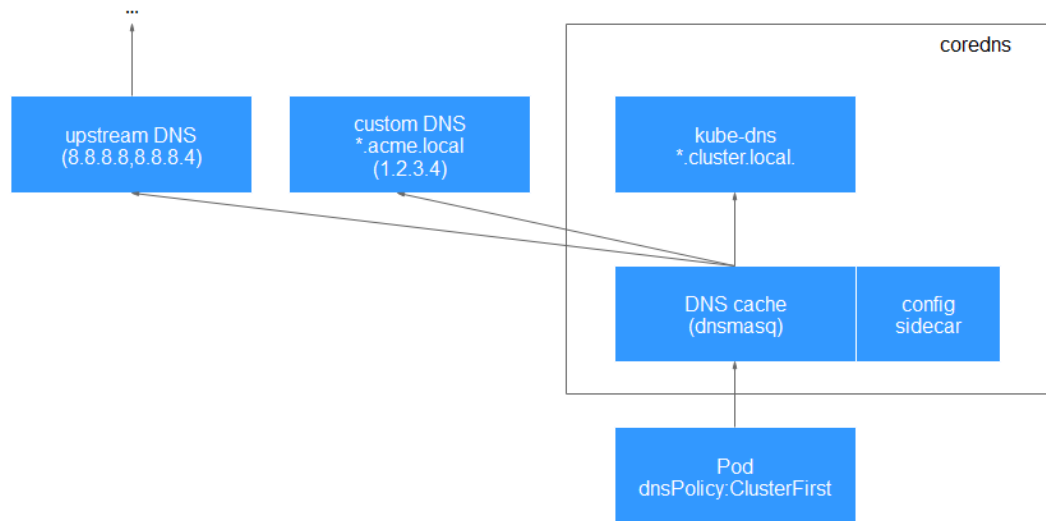 ...
coredns
upstream DNS
(8.8.8.8,8.8.8.4)
custom DNS
*.acme.local
(1.2.3.4)
kube-dns
*.cluster.local.
DNS cache
(dnsmasq)
config
sidecar
Pod
dnsPolicy:ClusterFirst